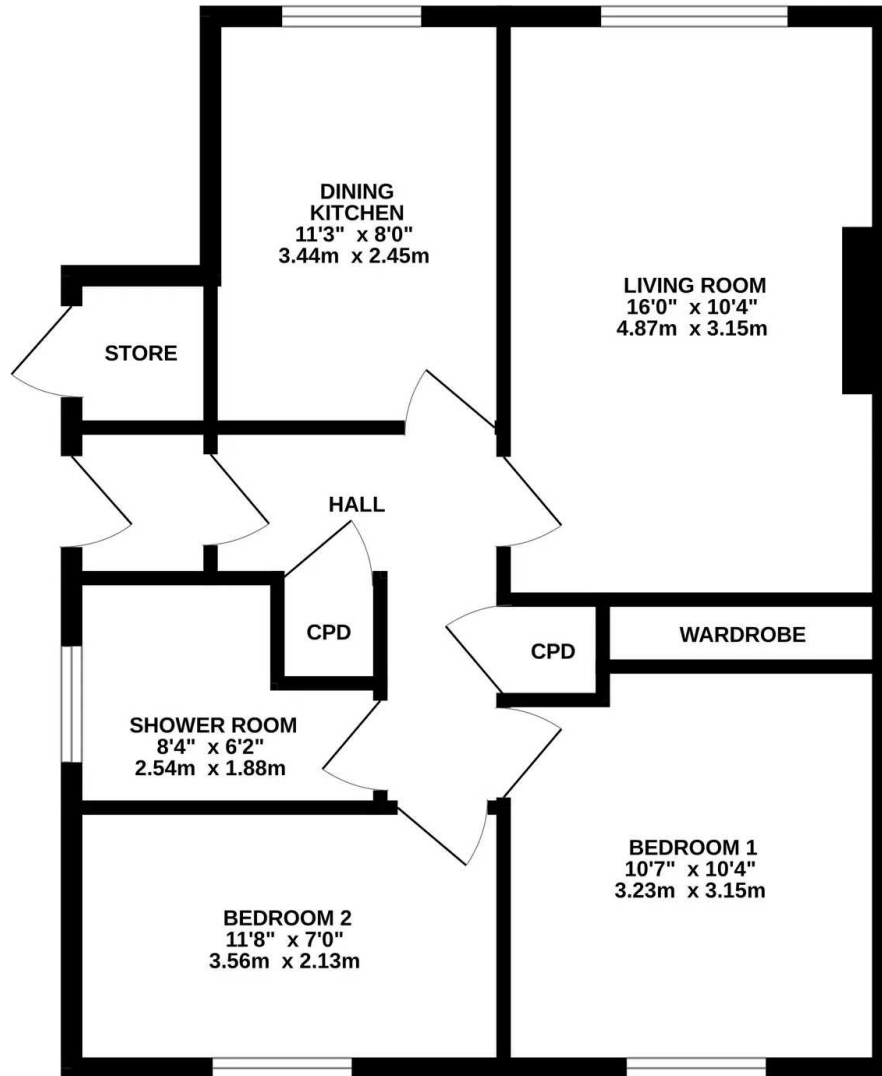 DINING
KITCHEN
11'3" x 8'0"
3.44m x 2.45m
LIVING ROOM
16'0" x 10'4"
4.87m x 3.15m
STORE
HALL
CPD
CPD
WARDROBE
SHOWER ROOM
8'4" x 6'2"
2.54m x 1.88m
BEDROOM 1
10'7" x 10'4"
3.23m x 3.15m
BEDROOM 2
11'8" x 7'0"
3.56m x 2.13m